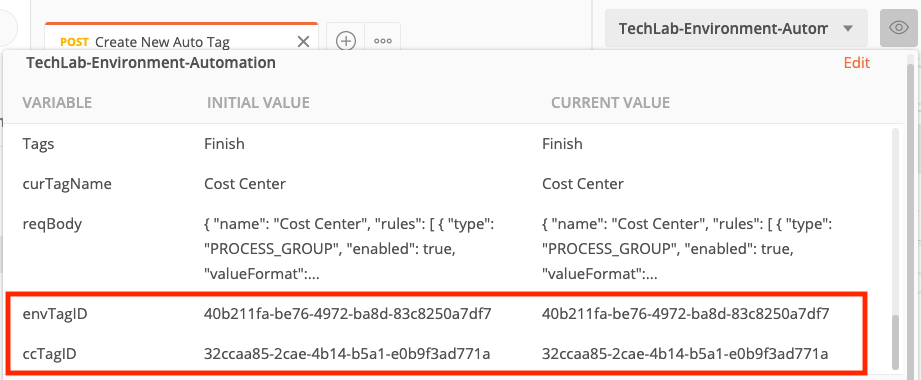 POST Create New Auto Tag
TechLab-Environment-Autom
TechLab-Environment-Automation
Edit
VARIABLE INITIAL VALUE CURRENT VALUE
Tags Finish Finish
curTagName Cost Center Cost Center
reqBody { "name": "Cost Center", "rules": [ { "type": { "name": "Cost Center", "rules": [ { "type":
"PROCESS_GROUP", "enabled": true, "PROCESS_GROUP", "enabled": true,
"valueFormat":... "valueFormat":...
envTagID 40b211fa-be76-4972-ba8d-83c8250a7df7 40b211fa-be76-4972-ba8d-83c8250a7df7
ccTagID 32ccaa85-2cae-4b14-b5a1-e0b9f3ad771a 32ccaa85-2cae-4b14-b5a1-e0b9f3ad771a